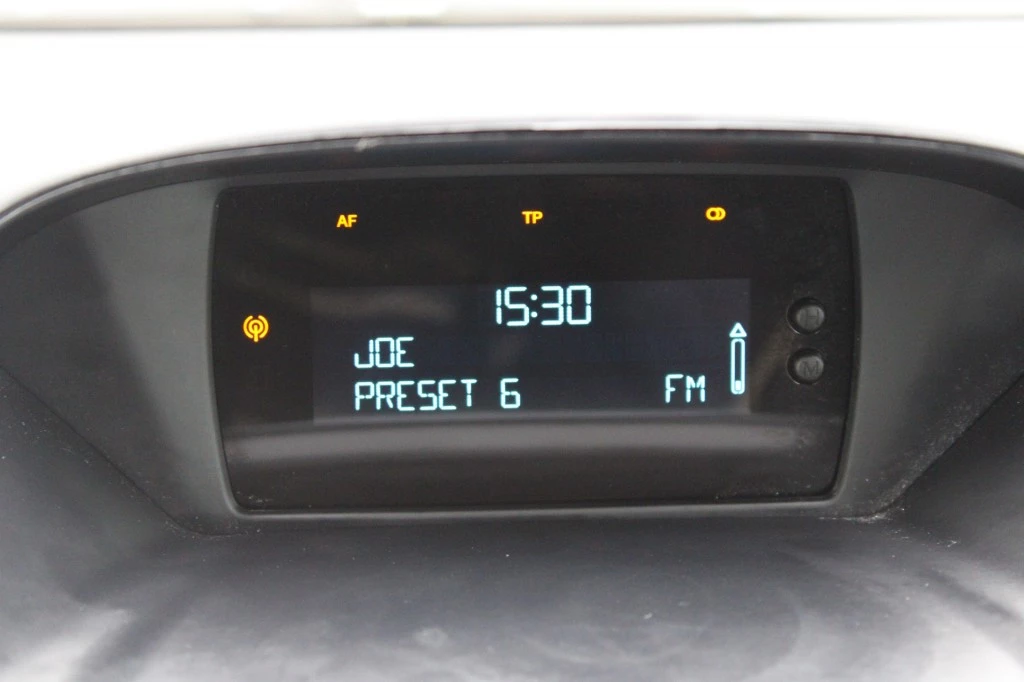 AF TP
15:30
JOE
PRESET 6 FM
H
M